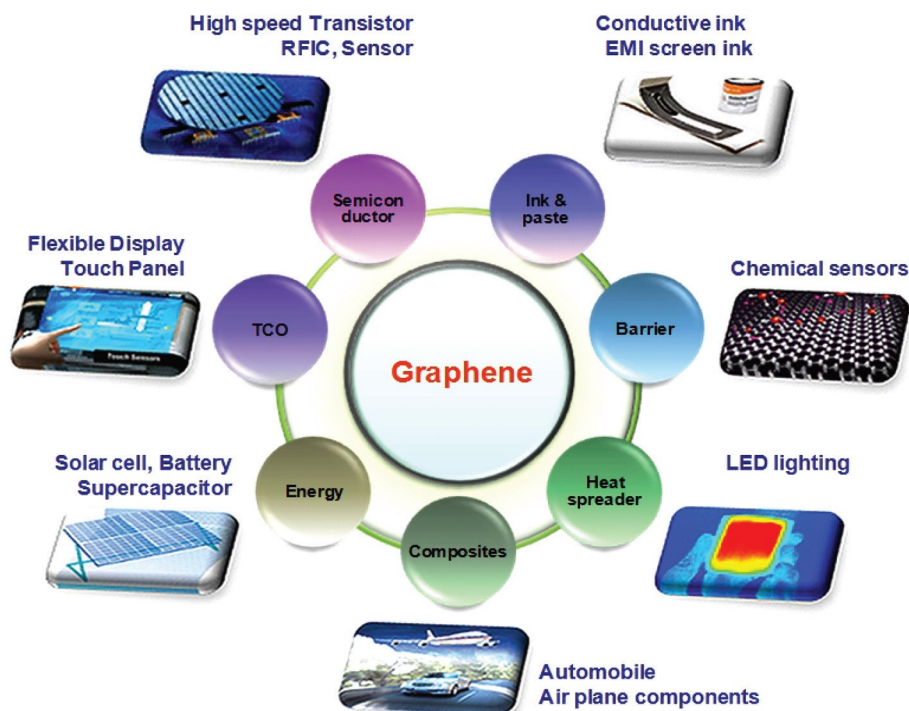 High speed Transistor
RFIC, Sensor
Conductive ink
EMI screen ink
Semicon
ductor
Ink &
paste
Flexible Display
Touch Panel
Touch Sensors
TCO
Barrier
Chemical sensors
Graphene
Solar cell, Battery
Supercapacitor
Energy
Heat
spreader
LED lighting
Composites
Automobile
Air plane components